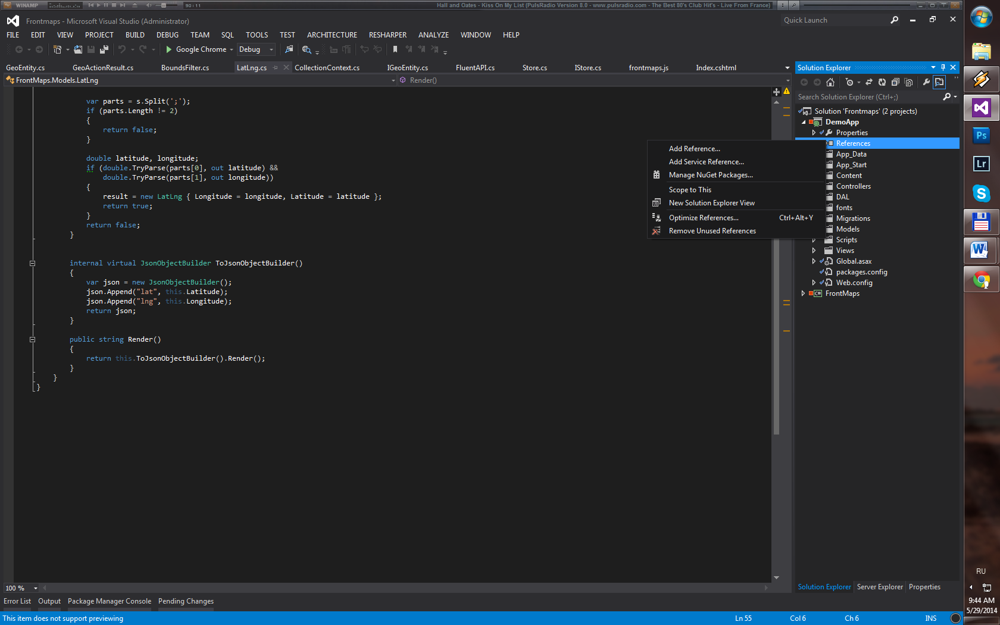 WINAMP
90:11
Hall and Oates - Kiss On My List (PulsRadio Version 8.0 - www.pulsradio.com - The Best 80's Club Hit's - Live From France)
Frontmaps - Microsoft Visual Studio (Administrator)
Quick Launch
FILE EDIT VIEW PROJECT BUILD DEBUG TEAM SQL TOOLS TEST ARCHITECTURE RESHARPER ANALYZE WINDOW HELP
Google Chrome Debug
GeoEntity.cs GeoActionResult.cs BoundsFilter.cs LatLng.cs CollectionContext.cs IGeoEntity.cs FluentAPI.cs Store.cs IStore.cs frontmaps.js Index.cshtml
FrontMaps.Models.LatLng Render()
var parts = s.Split(';');
if (parts.Length != 2)
{
return false;
}
double latitude, longitude;
if (double.TryParse(parts[0], out latitude) &&
double.TryParse(parts[1], out longitude))
{
result = new LatLng { Longitude = longitude, Latitude = latitude };
return true;
}
return false;
}
internal virtual JsonObjectBuilder ToJsonObjectBuilder()
{
var json = new JsonObjectBuilder();
json.Append("lat", this.Latitude);
json.Append("lng", this.Longitude);
return json;
}
public string Render()
{
return this.ToJsonObjectBuilder().Render();
}
}
}
Add Reference...
Add Service Reference...
Manage NuGet Packages...
Scope to This
New Solution Explorer View
Optimize References... Ctrl+Alt+Y
Remove Unused References
Solution Explorer
Search Solution Explorer (Ctrl+;)
Solution 'Frontmaps' (2 projects)
DemoApp
Properties
References
App_Data
App_Start
Content
Controllers
DAL
fonts
Migrations
Models
Scripts
Views
Global.asax
packages.config
Web.config
C# FrontMaps
Solution Explorer Server Explorer Properties
100 %
Error List Output Package Manager Console Pending Changes
This item does not support previewing
Ln 55 Col 6 Ch 6 INS
Ps
Lr
S
W
RU
9:44 AM
5/29/2014